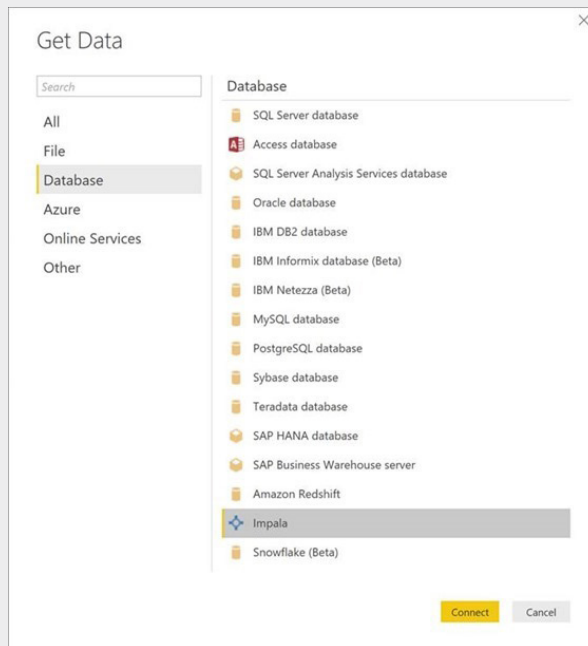 Get Data
Search
All
File
Database
Azure
Online Services
Other
Database
SQL Server database
Access database
SQL Server Analysis Services database
Oracle database
IBM DB2 database
IBM Informix database (Beta)
IBM Netezza (Beta)
MySQL database
PostgreSQL database
Sybase database
Teradata database
SAP HANA database
SAP Business Warehouse server
Amazon Redshift
Impala
Snowflake (Beta)
Connect
Cancel